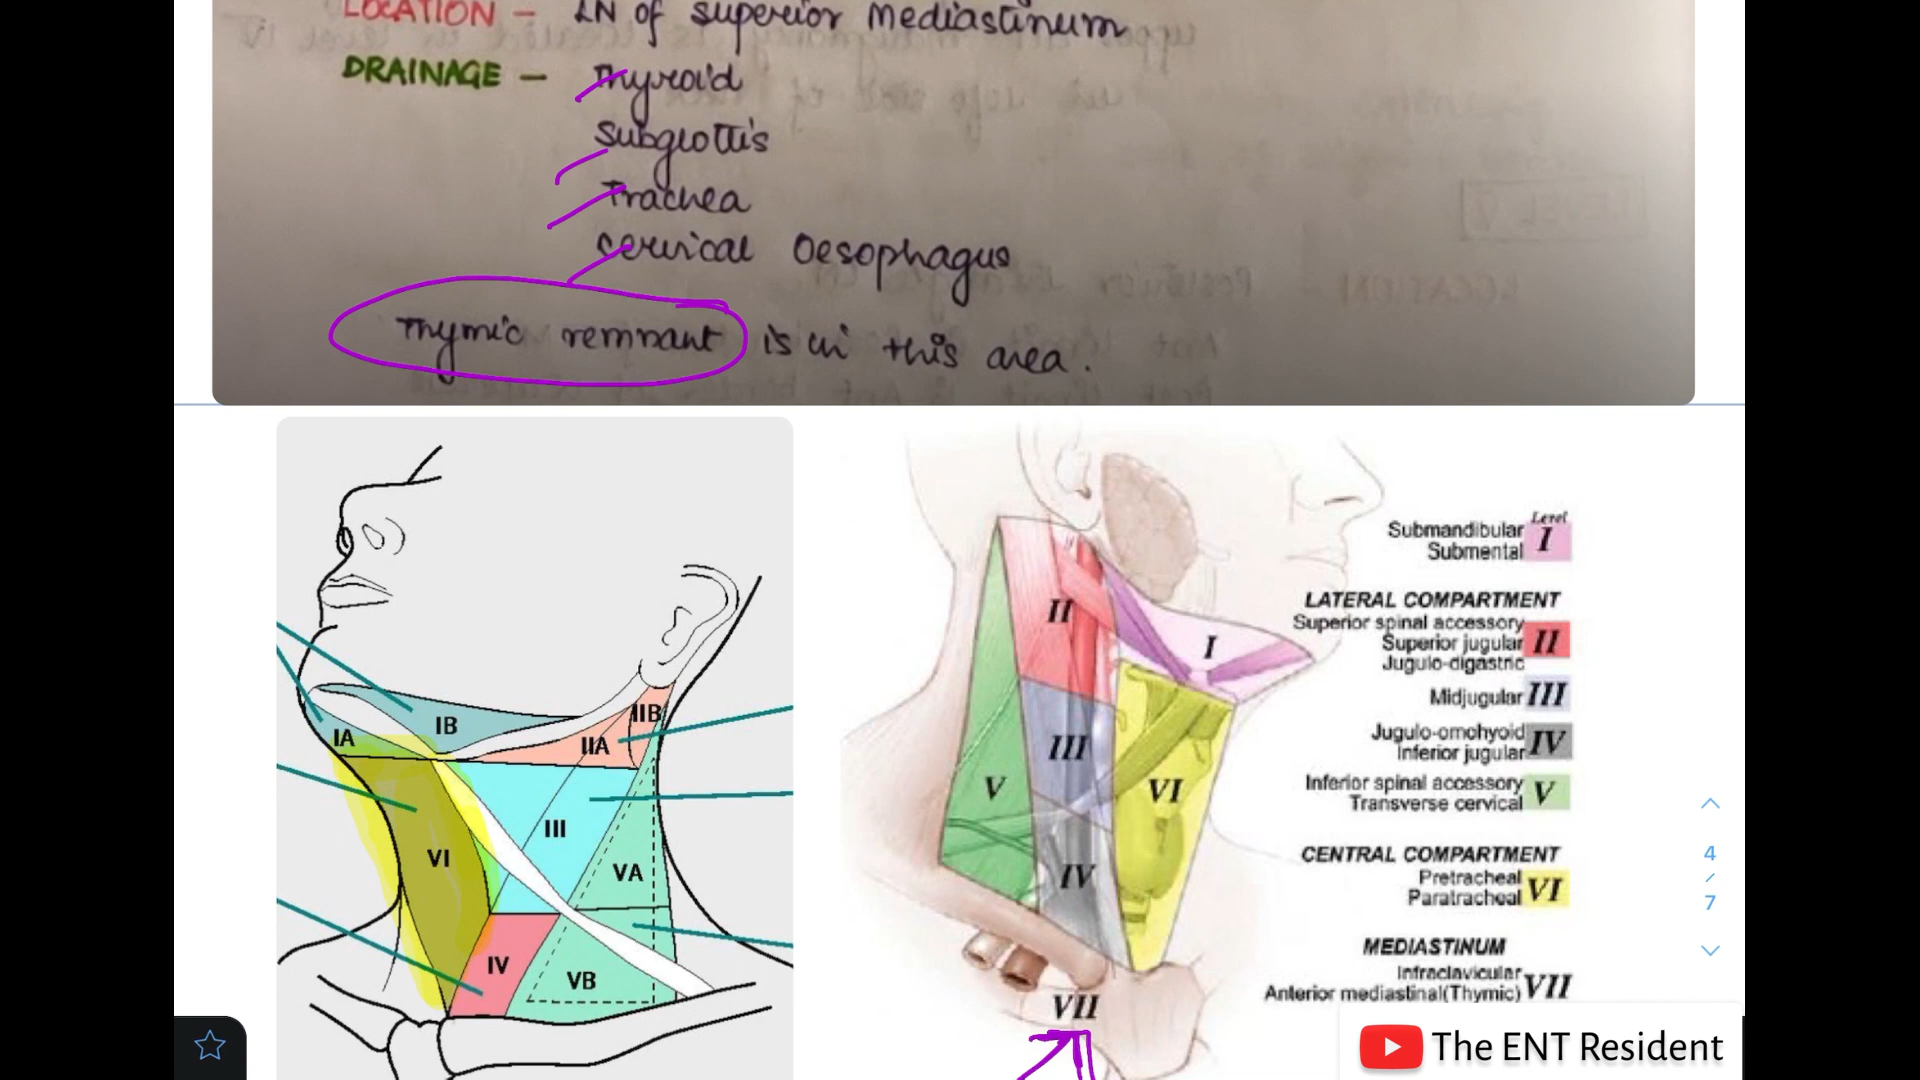 LOCATION - LN of superior Mediastinum
DRAINAGE - Thyroid
Subglottis
Trachea
Cervical Oesophagus
Thymic remnant is in this area.
IB
IA
IIB
IIA
III
VI
VA
IV
VB
II
I
III
V
VI
IV
VII
Level
Submandibular
Submental I
LATERAL COMPARTMENT
Superior spinal accessory
Superior jugular II
Jugulo-digastric
Midjugular III
Jugulo-omohyoid
Inferior jugular IV
Inferior spinal accessory
Transverse cervical V
CENTRAL COMPARTMENT
Pretracheal
Paratracheal VI
MEDIASTINUM
Infraclavicular
Anterior mediastinal(Thymic) VII
4
/
7
The ENT Resident